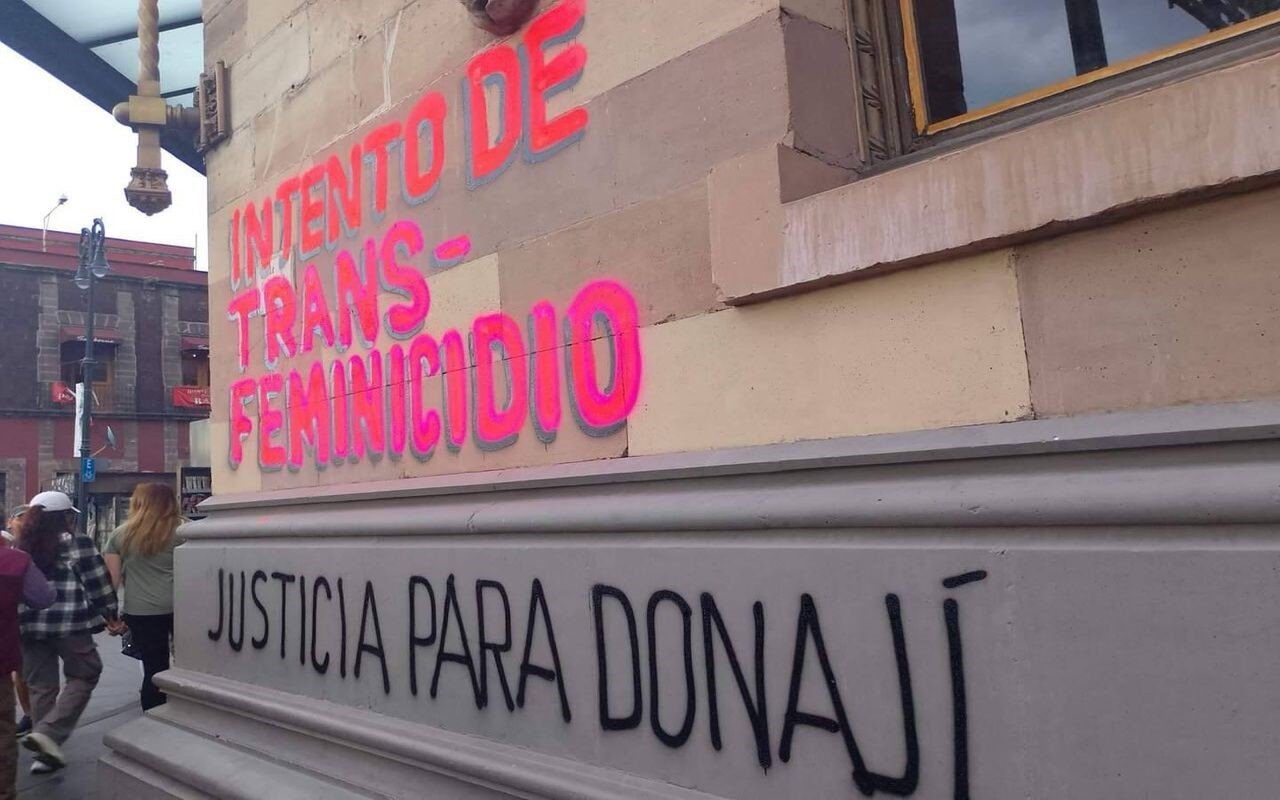 INTENTO DE
TRANS-
FEMINICIDIO
JUSTICIA PARA DONAJÍ